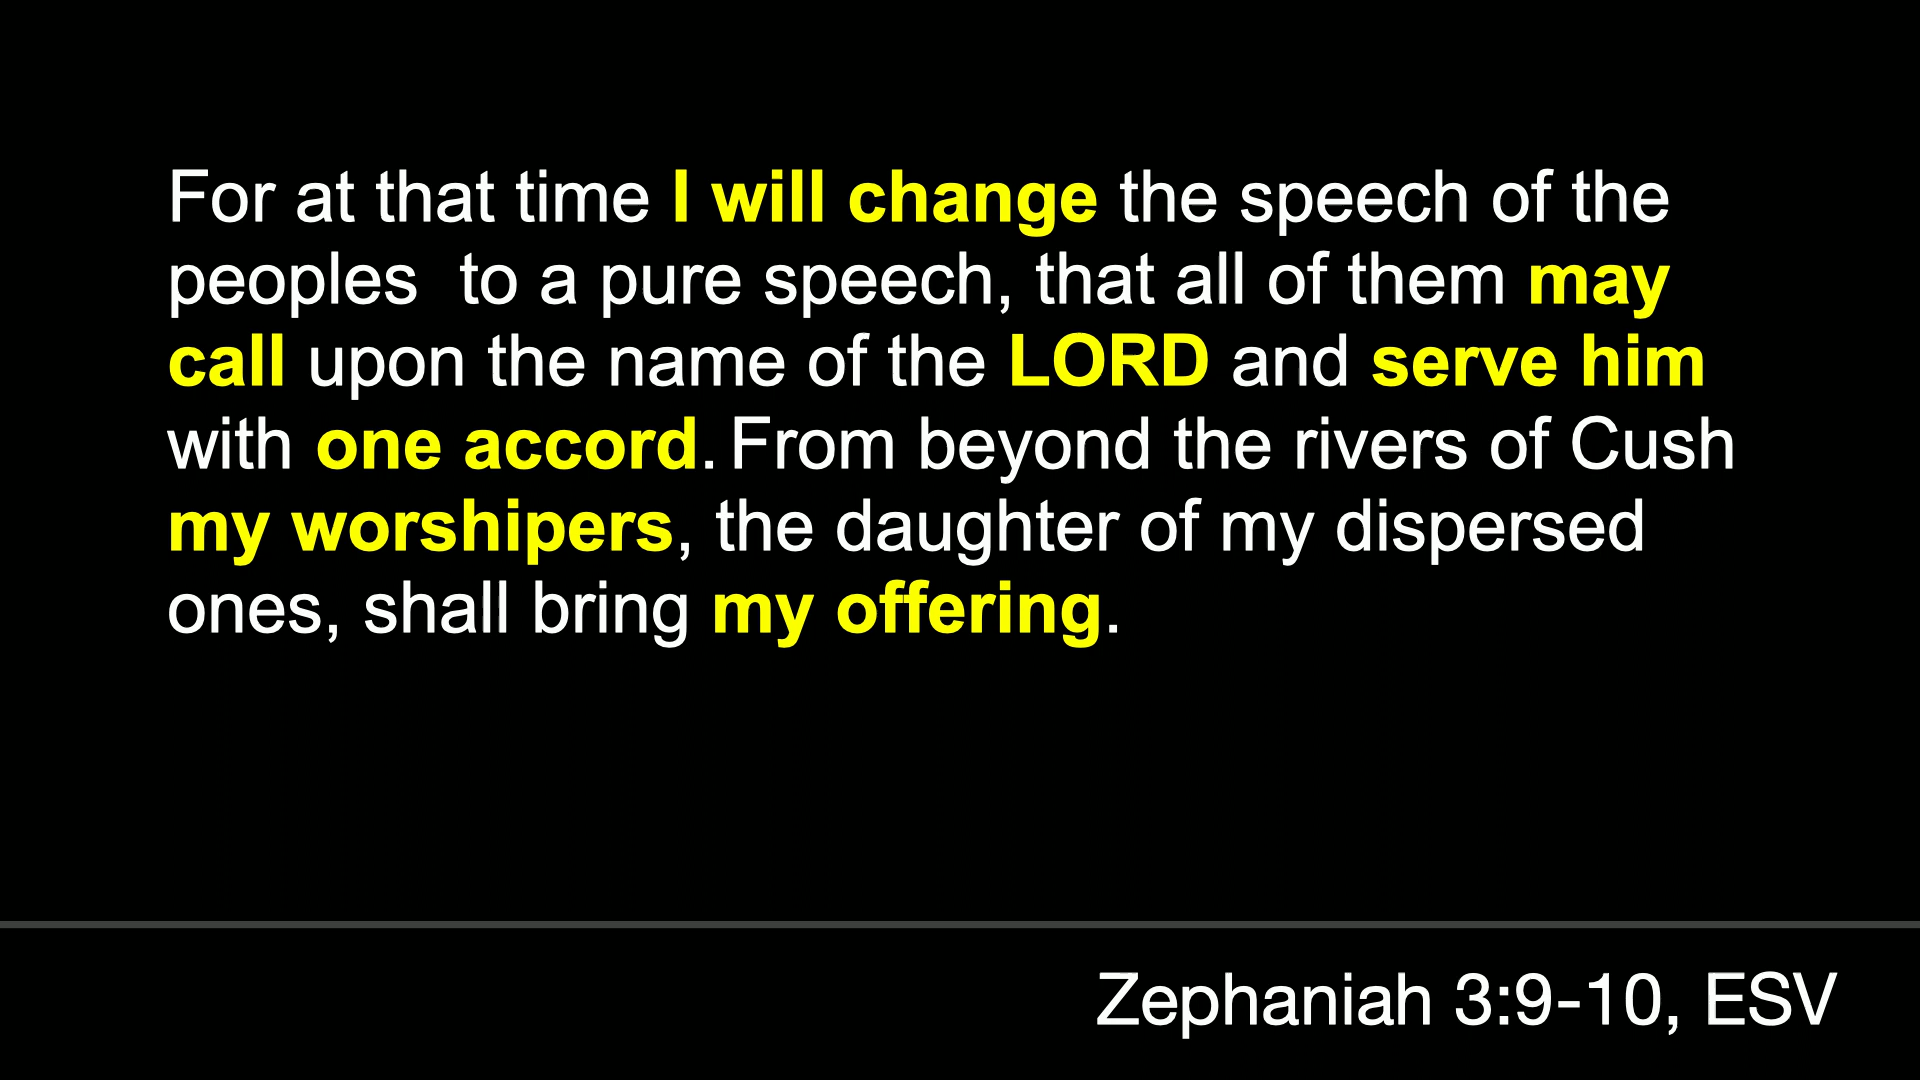 For at that time I will change the speech of the
peoples  to a pure speech, that all of them may
call upon the name of the LORD and serve him
with one accord. From beyond the rivers of Cush
my worshipers, the daughter of my dispersed
ones, shall bring my offering.
Zephaniah 3:9-10, ESV